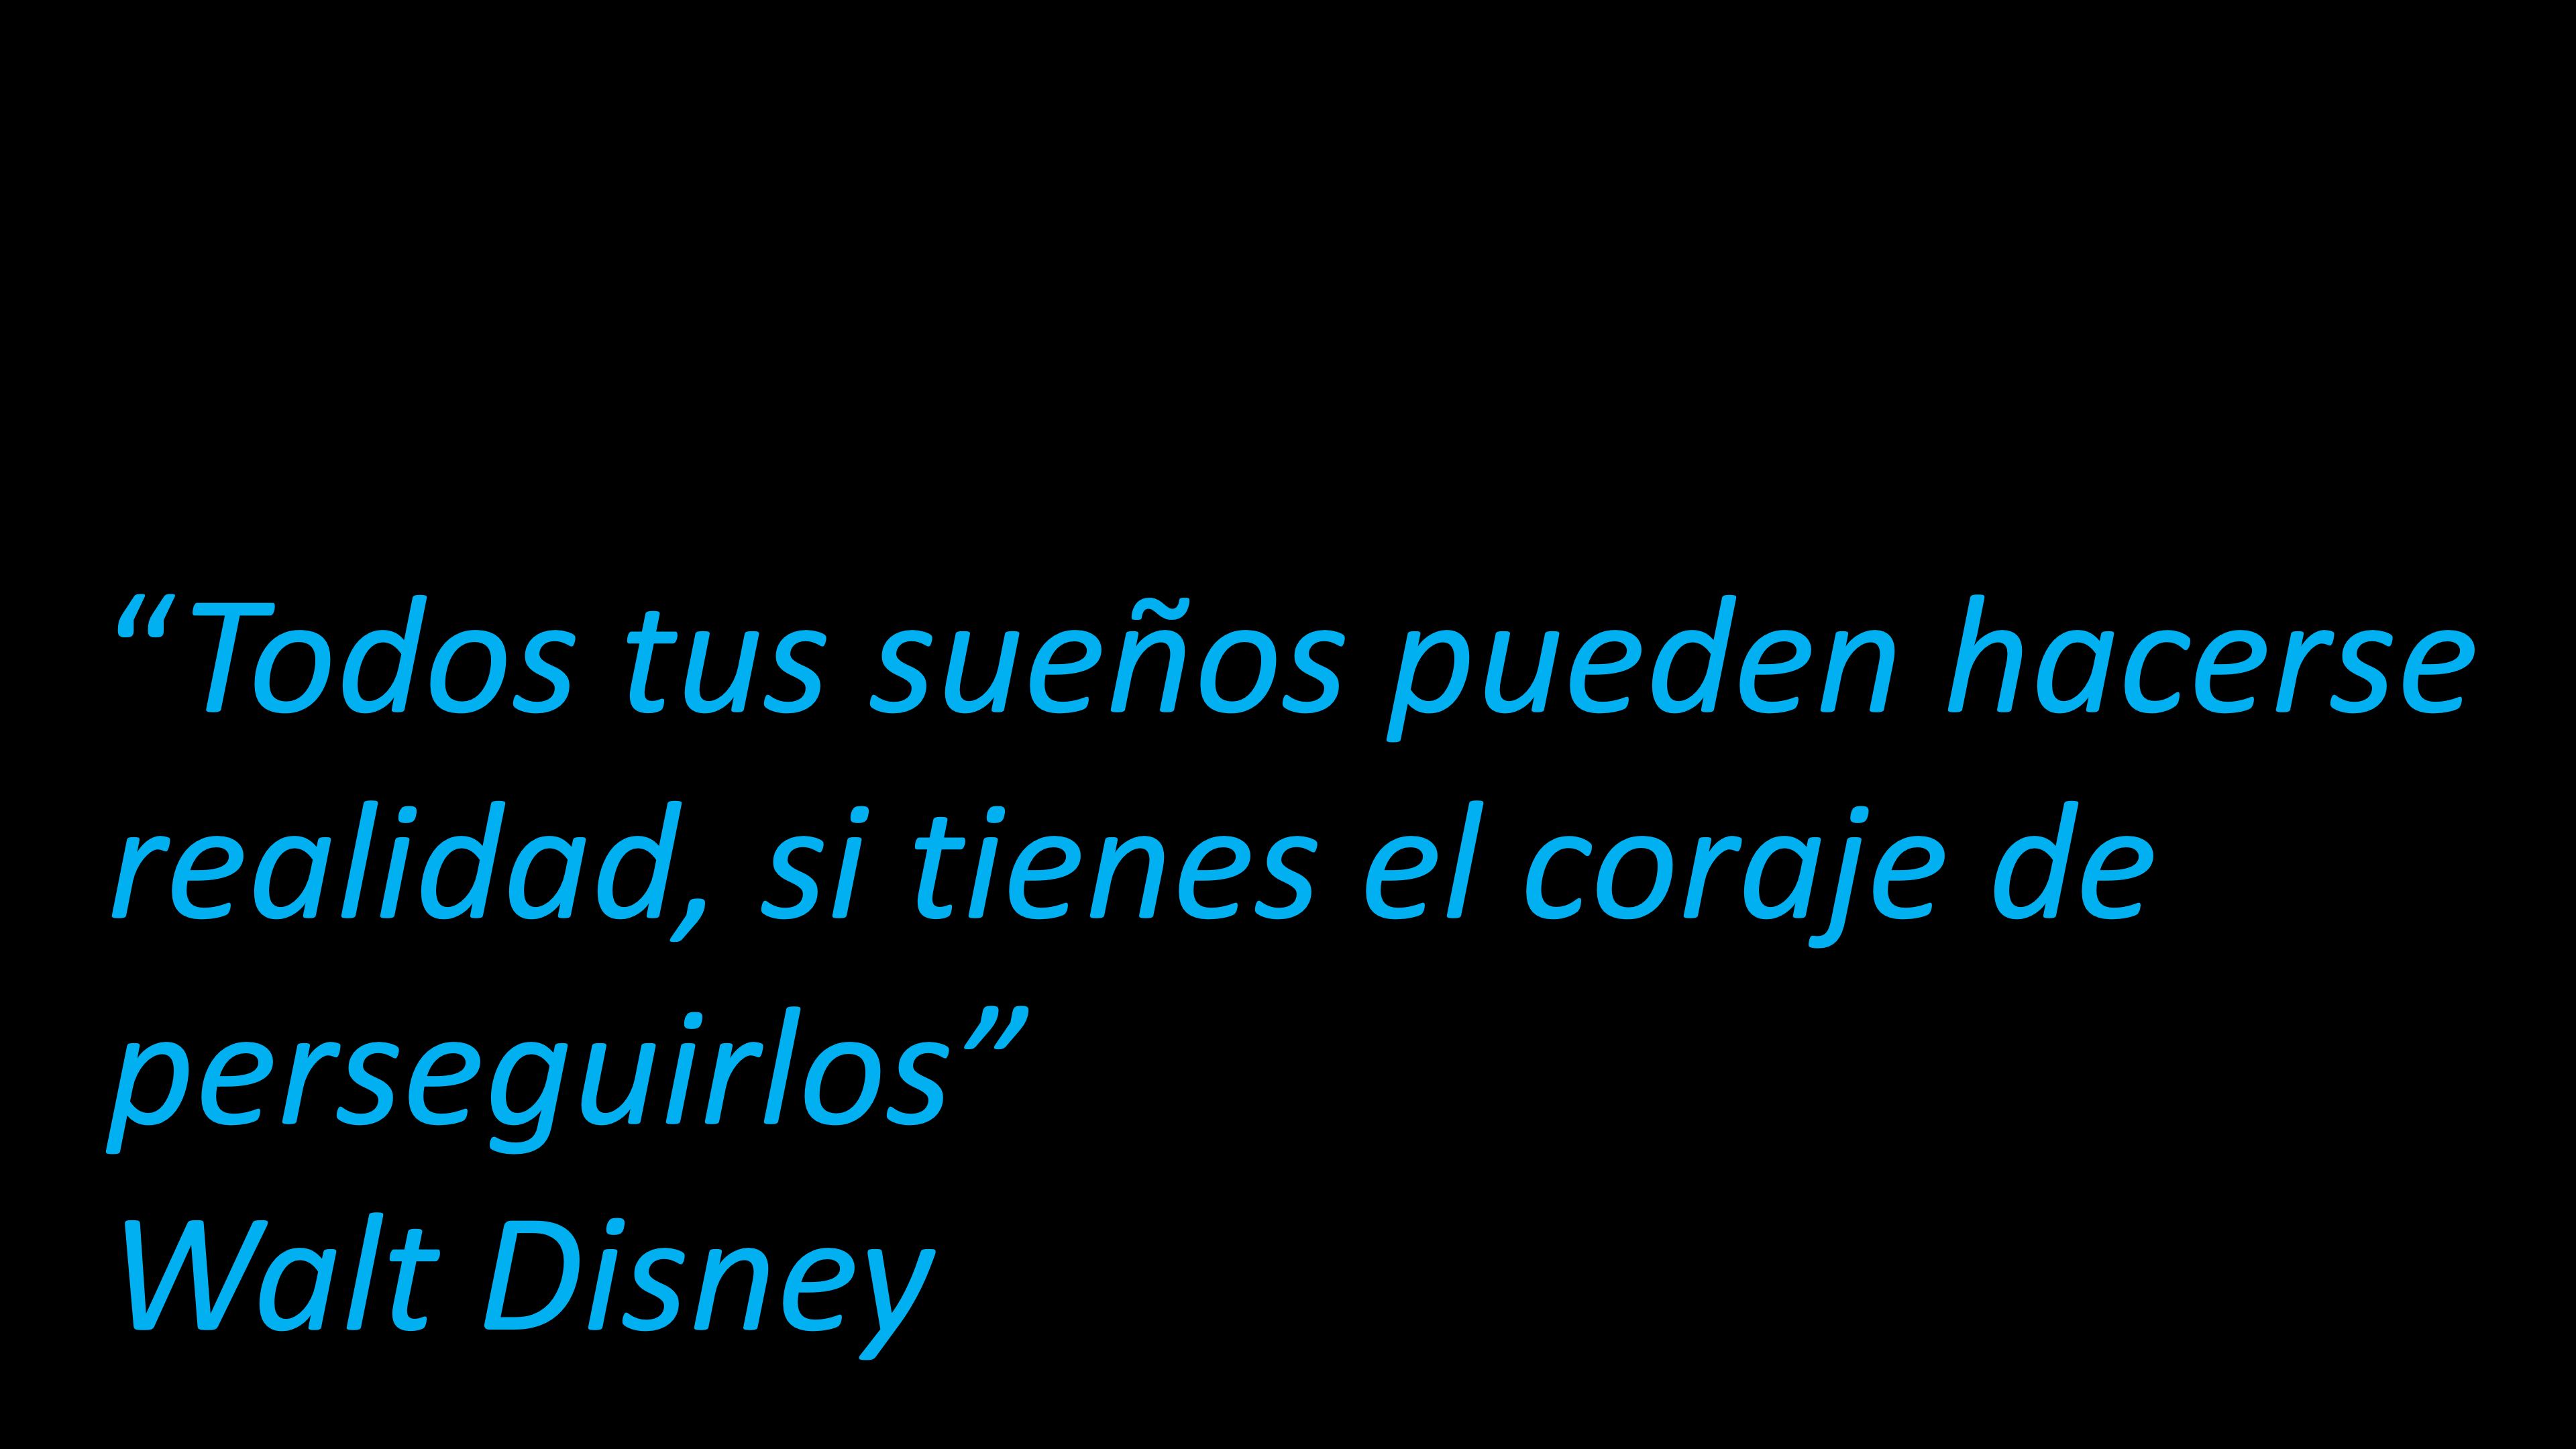 “Todos tus sueños pueden hacerse
realidad, si tienes el coraje de
perseguirlos”
Walt Disney